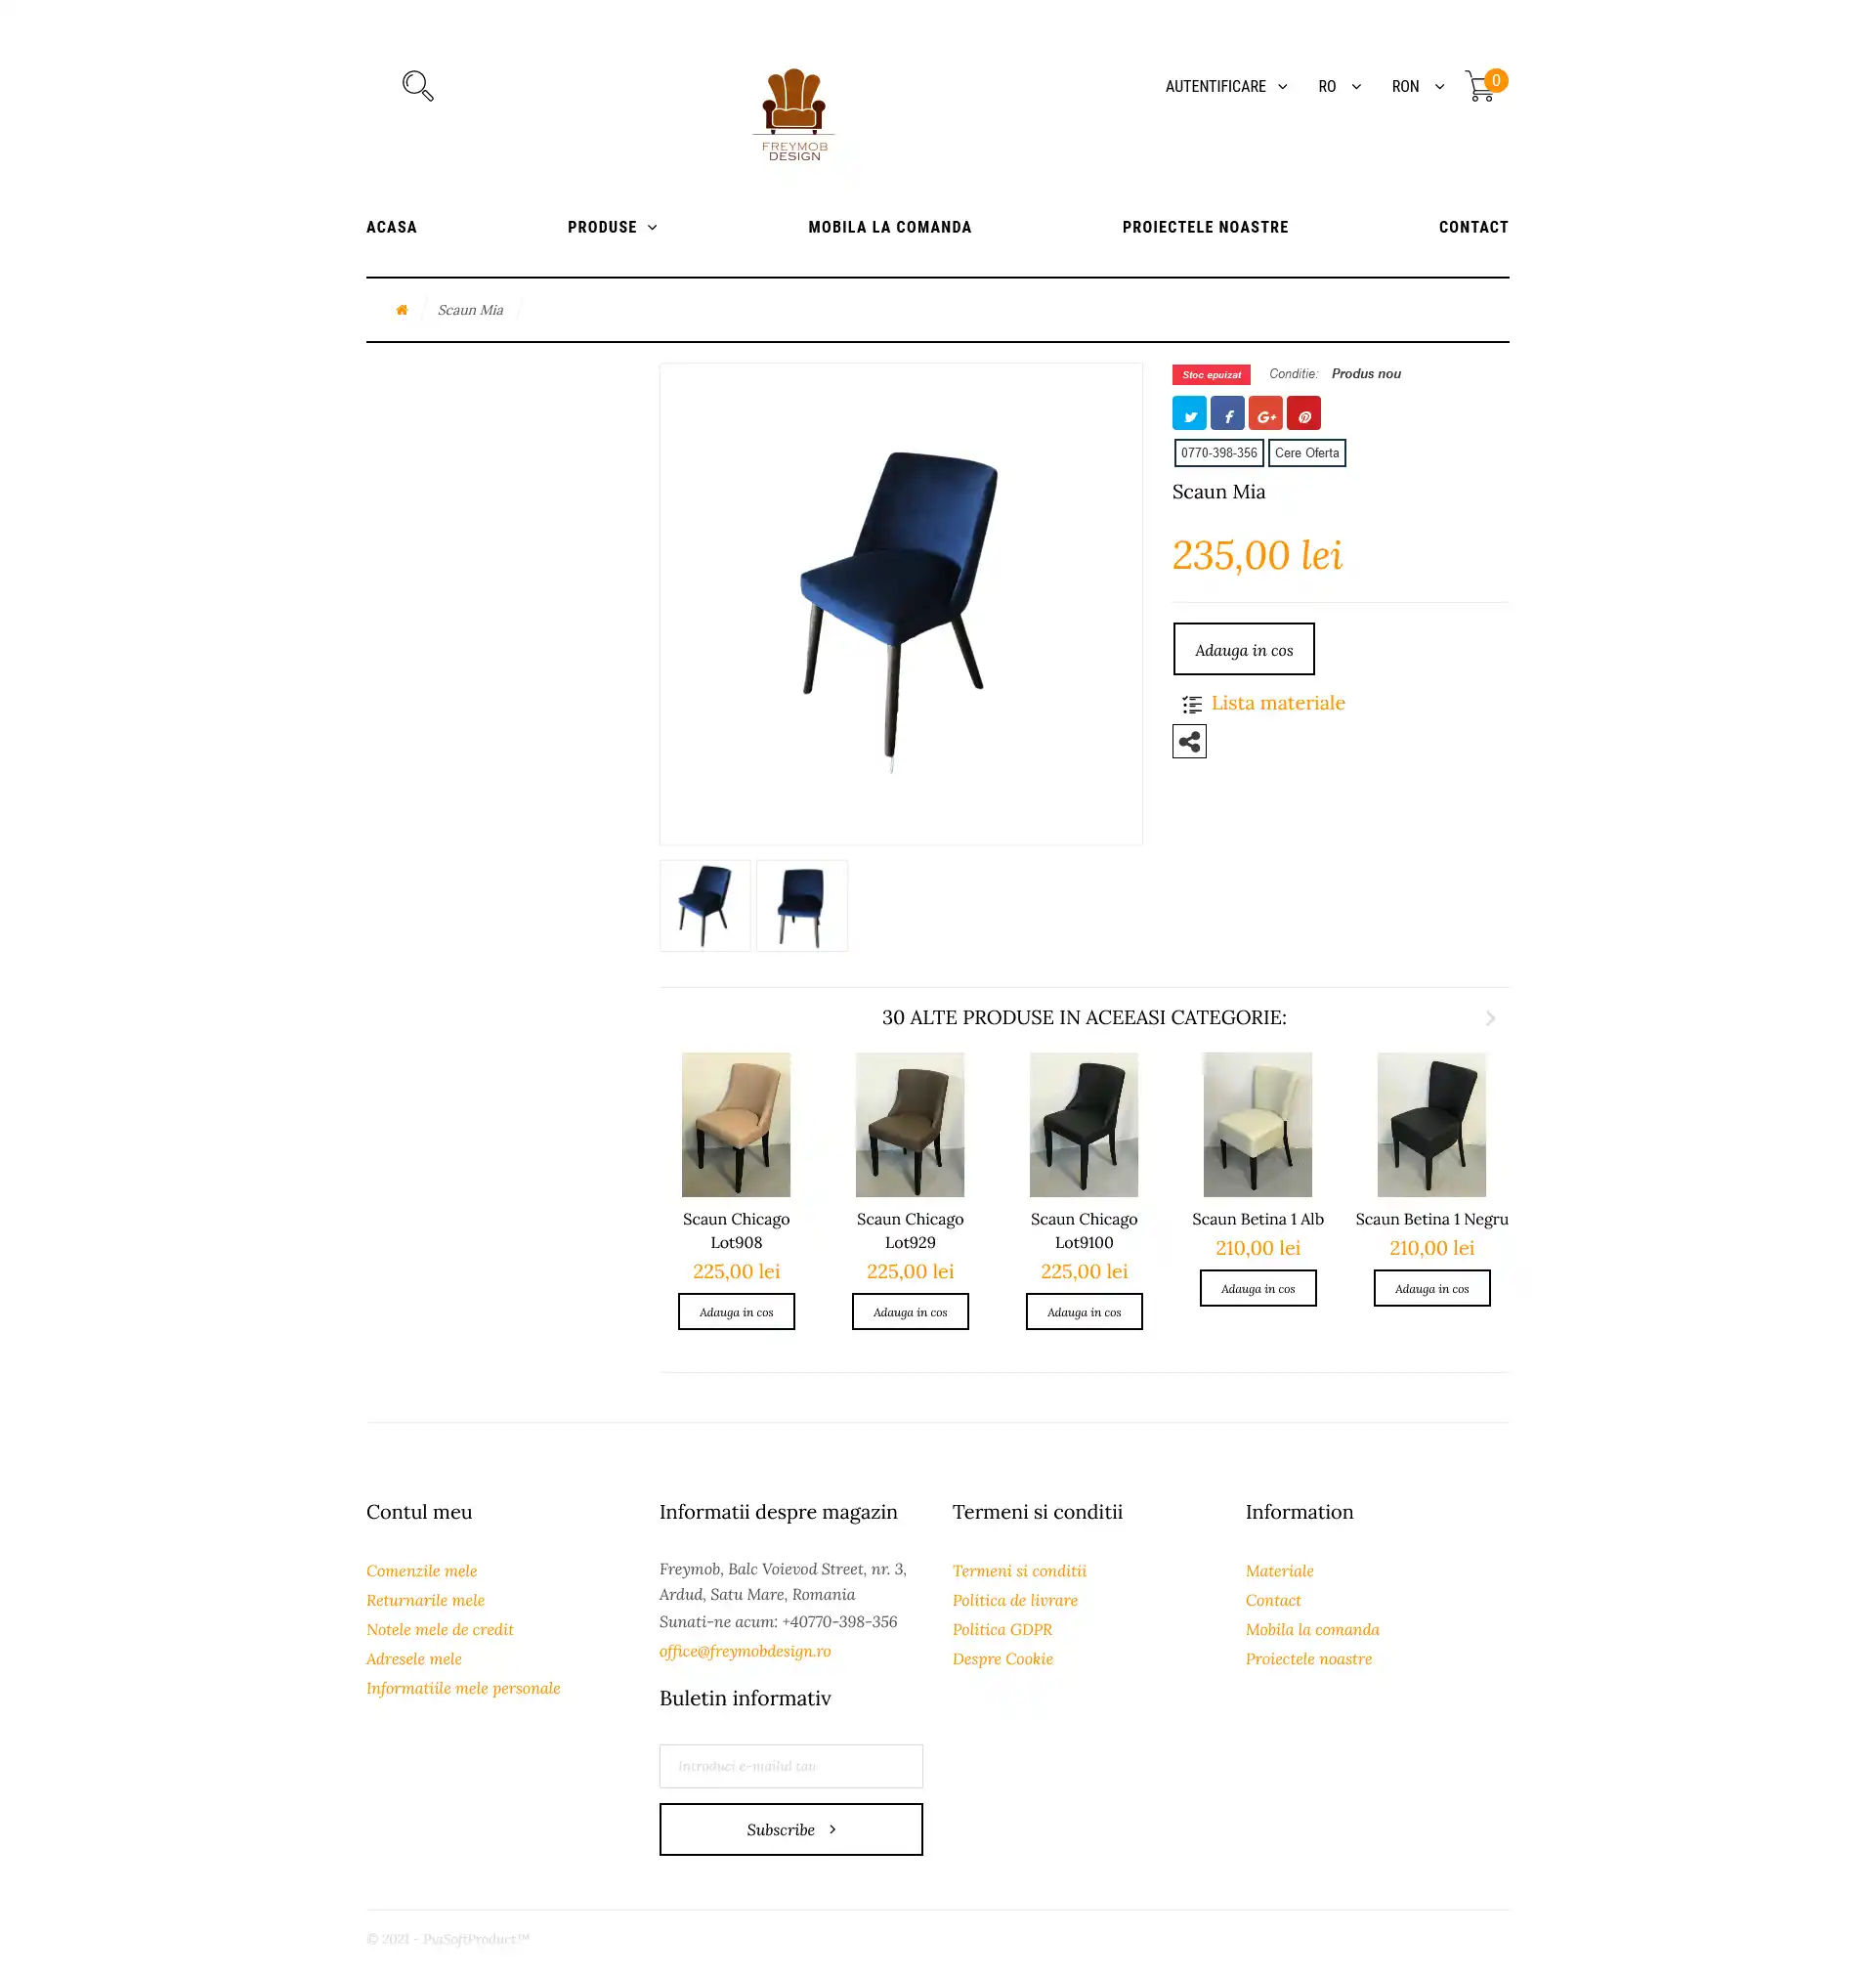 FREYMOB
DESIGN
AUTENTIFICARE
RO
RON
0
ACASA
PRODUSE
MOBILA LA COMANDA
PROIECTELE NOASTRE
CONTACT
Scaun Mia
Stoc epuizat
Conditie: Produs nou
0770-398-356
Cere Oferta
Scaun Mia
235,00 lei
Adauga in cos
Lista materiale
30 ALTE PRODUSE IN ACEEASI CATEGORIE:
Scaun Chicago
Lot908
225,00 lei
Adauga in cos
Scaun Chicago
Lot929
225,00 lei
Adauga in cos
Scaun Chicago
Lot9100
225,00 lei
Adauga in cos
Scaun Betina 1 Alb
210,00 lei
Adauga in cos
Scaun Betina 1 Negru
210,00 lei
Adauga in cos
Contul meu
Comenzile mele
Returnarile mele
Notele mele de credit
Adresele mele
Informatiile mele personale
Informatii despre magazin
Freymob, Balc Voievod Street, nr. 3,
Ardud, Satu Mare, Romania
Sunati-ne acum: +40770-398-356
office@freymobdesign.ro
Buletin informativ
Introduci e-mailul tau
Subscribe
Termeni si conditii
Termeni si conditii
Politica de livrare
Politica GDPR
Despre Cookie
Information
Materiale
Contact
Mobila la comanda
Proiectele noastre
© 2021 - PyaSoftProduct™